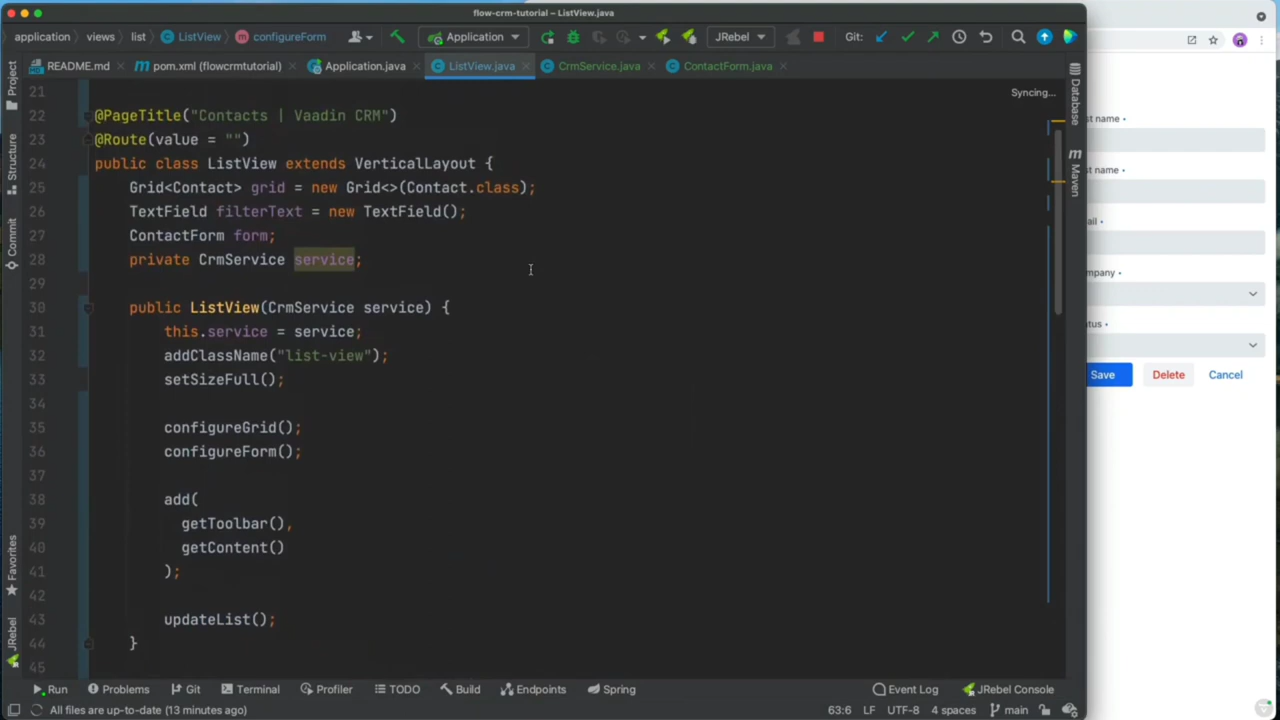 flow-crm-tutorial – ListView.java
application views list ListView configureForm Application JRebel Git:
README.md pom.xml (flowcrmtutorial) Application.java ListView.java CrmService.java ContactForm.java
Project
Structure
Commit
Favorites
JRebel
Syncing...
Database
Maven
21
22 @PageTitle("Contacts | Vaadin CRM")
23 @Route(value = "")
24 public class ListView extends VerticalLayout {
25 Grid<Contact> grid = new Grid<>(Contact.class);
26 TextField filterText = new TextField();
27 ContactForm form;
28 private CrmService service;
29
30 public ListView(CrmService service) {
31 this.service = service;
32 addClassName("list-view");
33 setSizeFull();
34
35 configureGrid();
36 configureForm();
37
38 add(
39 getToolbar(),
40 getContent()
41 );
42
43 updateList();
44 }
45
st name •
st name •
ail •
mpany •
atus •
Save Delete Cancel
Run Problems Git Terminal Profiler TODO Build Endpoints Spring Event Log JRebel Console
All files are up-to-date (13 minutes ago) 63:6 LF UTF-8 4 spaces main